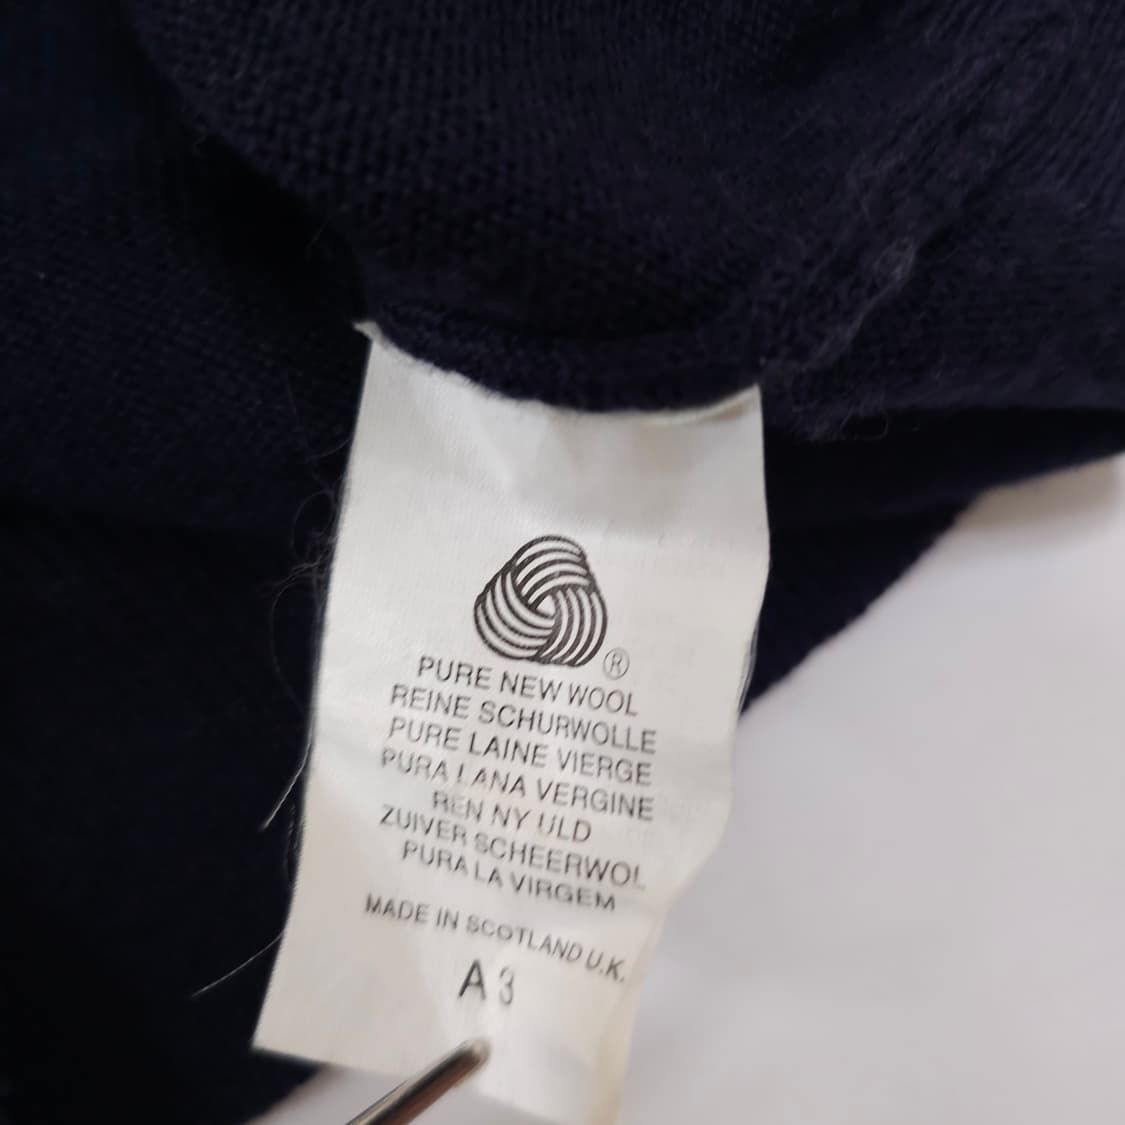 ®
PURE NEW WOOL
REINE SCHURWOLLE
PURE LAINE VIERGE
PURA LANA VERGINE
REN NY ULD
ZUIVER SCHEERWOL
PURA LA VIRGEM
MADE IN SCOTLAND U.K.
A 3